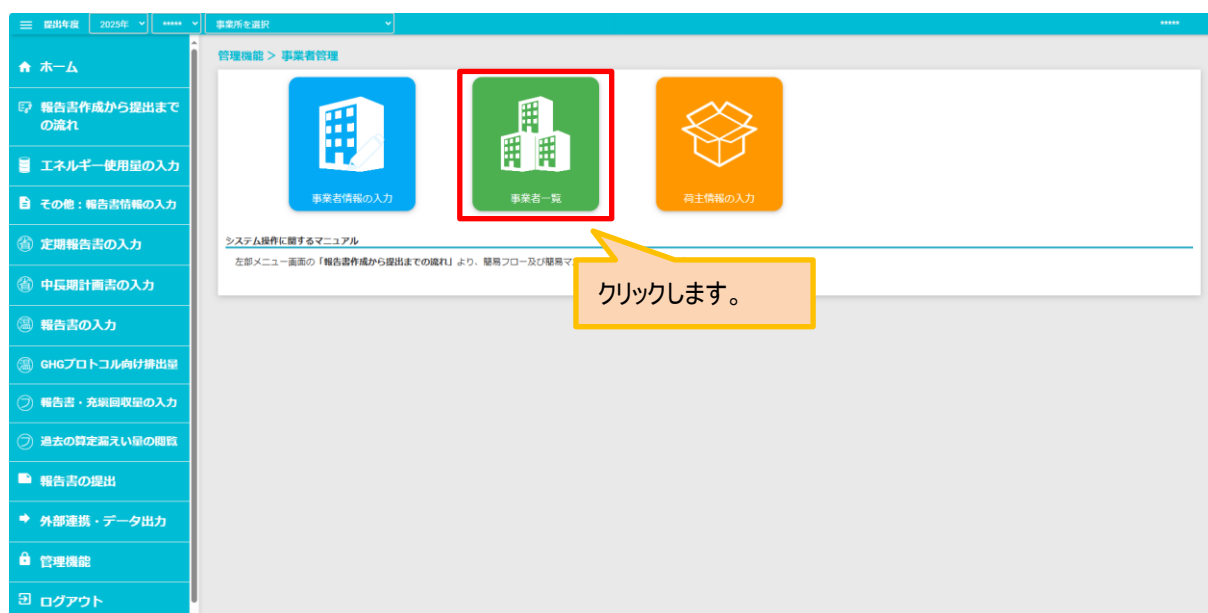 提出年度 2025年 ***** 事業所を選択 *****
管理機能 > 事業者管理
ホーム
報告書作成から提出まで
の流れ
エネルギー使用量の入力
その他：報告書情報の入力
定期報告書の入力
中長期計画書の入力
報告書の入力
GHGプロトコル向け排出量
報告書・充填回収量の入力
過去の算定漏えい量の閲覧
報告書の提出
外部連携・データ出力
管理機能
ログアウト
事業者情報の入力
事業者一覧
荷主情報の入力
システム操作に関するマニュアル
左部メニュー画面の「報告書作成から提出までの流れ」より、簡易フロー及び簡易マ
クリックします。